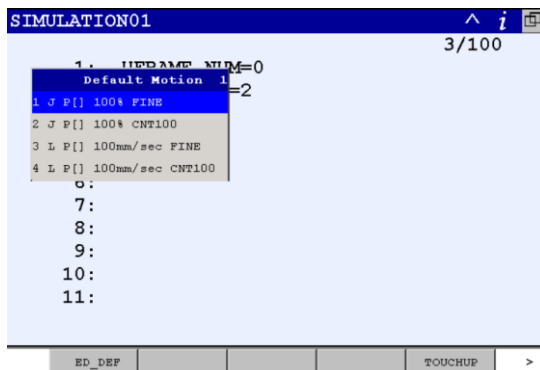 SIMULATION01
3/100
1: UFRAME_NUM=0
Default Motion 1
=2
1 J P[] 100% FINE
2 J P[] 100% CNT100
3 L P[] 100mm/sec FINE
4 L P[] 100mm/sec CNT100
6:
7:
8:
9:
10:
11:
ED_DEF TOUCHUP >